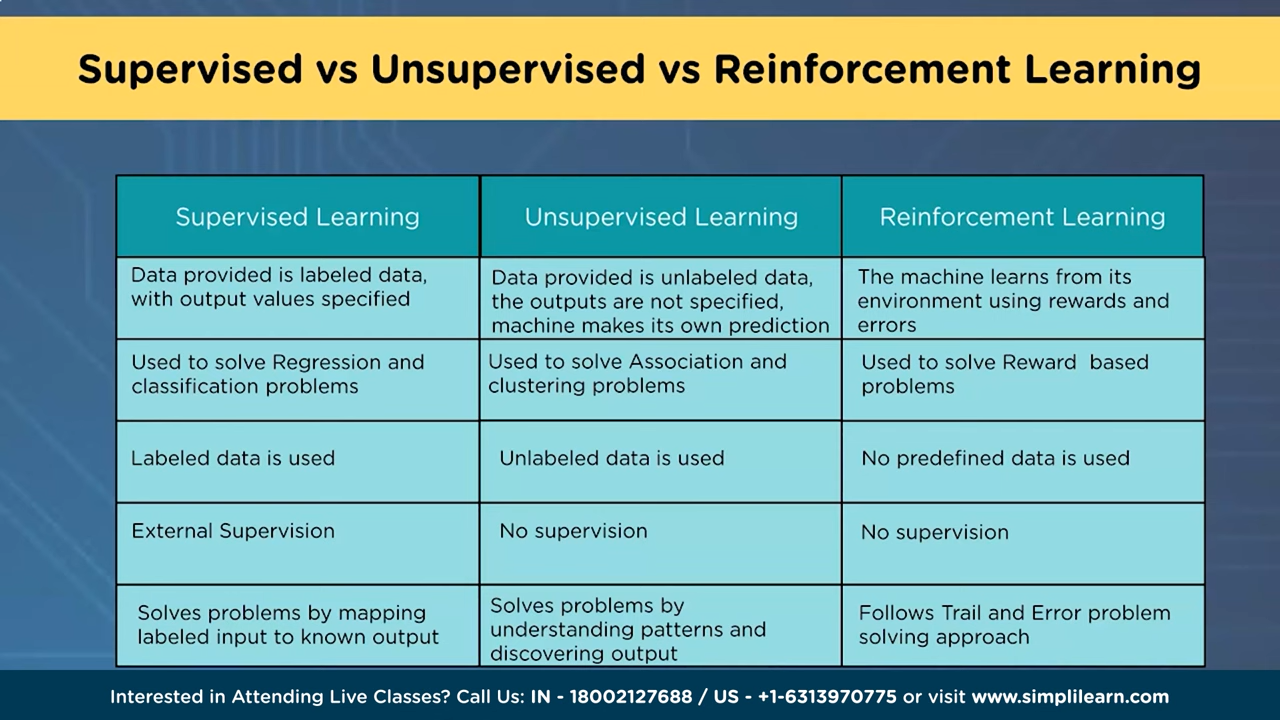 Supervised vs Unsupervised vs Reinforcement Learning
Supervised Learning
Unsupervised Learning
Reinforcement Learning
Data provided is labeled data,
with output values specified
Data provided is unlabeled data,
the outputs are not specified,
machine makes its own prediction
The machine learns from its
environment using rewards and
errors
Used to solve Regression and
classification problems
Used to solve Association and
clustering problems
Used to solve Reward  based
problems
Labeled data is used
Unlabeled data is used
No predefined data is used
External Supervision
No supervision
No supervision
Solves problems by mapping
labeled input to known output
Solves problems by
understanding patterns and
discovering output
Follows Trail and Error problem
solving approach
Interested in Attending Live Classes? Call Us: IN - 18002127688 / US - +1-6313970775 or visit www.simplilearn.com